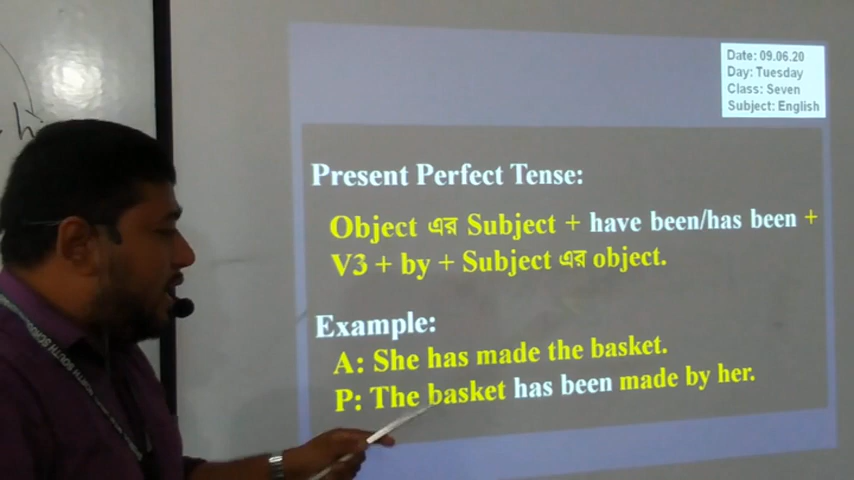 Date: 09.06.20
Day: Tuesday
Class: Seven
Subject: English
Present Perfect Tense:
Object এর Subject + have been/has been +
V3 + by + Subject এর object.
Example:
A: She has made the basket.
P: The basket has been made by her.